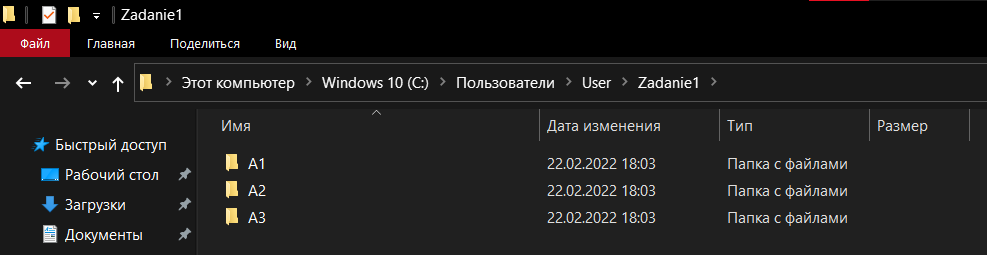 Zadanie1
Файл Главная Поделиться Вид
Этот компьютер Windows 10 (C:) Пользователи User Zadanie1
Имя Дата изменения Тип Размер
Быстрый доступ
Рабочий стол
Загрузки
Документы
A1 22.02.2022 18:03 Папка с файлами
A2 22.02.2022 18:03 Папка с файлами
A3 22.02.2022 18:03 Папка с файлами